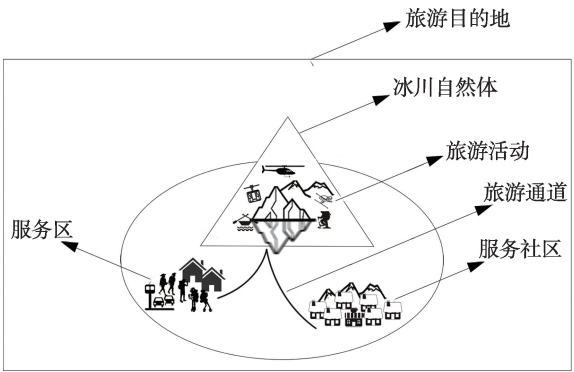 旅游目的地
冰川自然体
旅游活动
旅游通道
服务区
服务社区